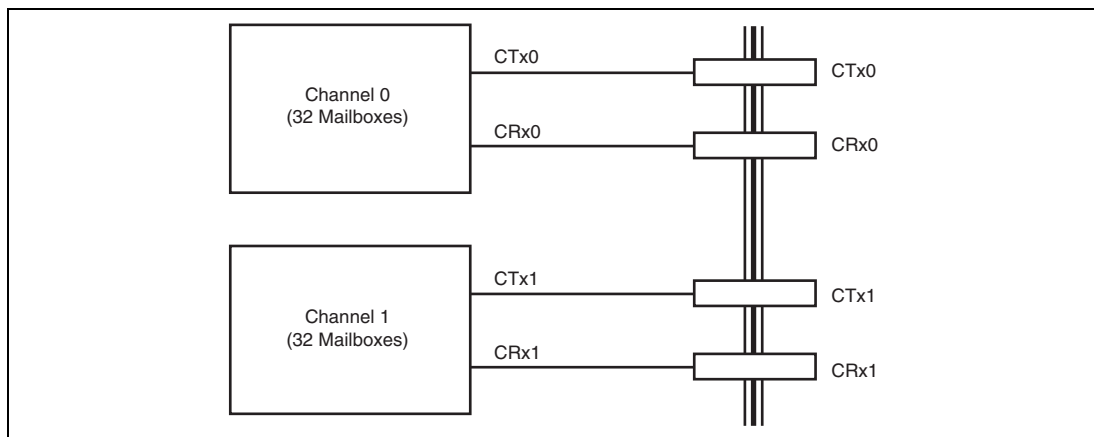 Channel 0
(32 Mailboxes)
CTx0
CTx0
CRx0
CRx0
Channel 1
(32 Mailboxes)
CTx1
CTx1
CRx1
CRx1